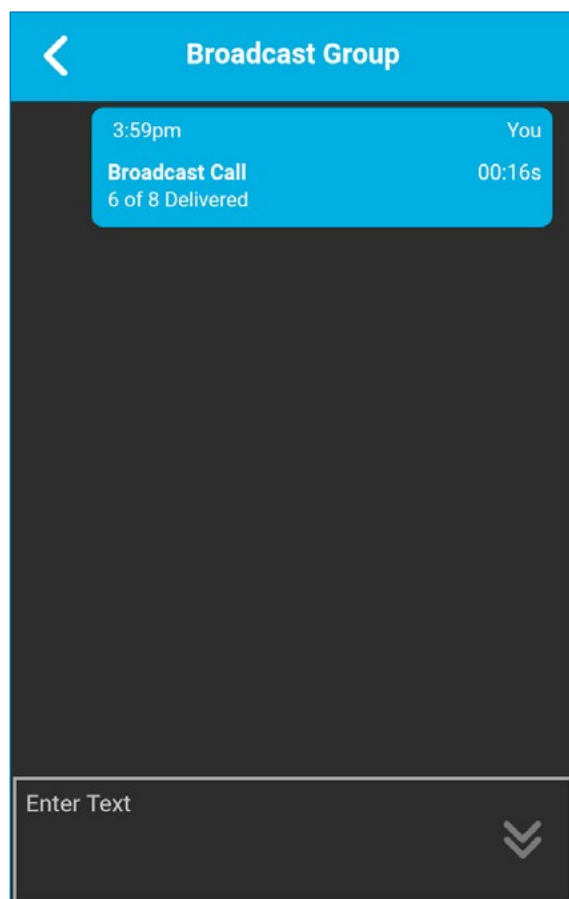 Broadcast Group
3:59pm You
Broadcast Call 00:16s
6 of 8 Delivered
Enter Text